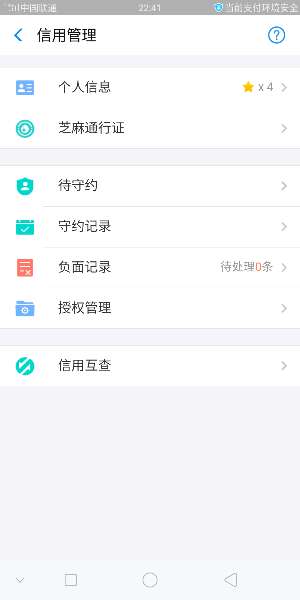 中国联通 22:41 当前支付环境安全
信用管理
个人信息 x 4
芝麻通行证
待守约
守约记录
负面记录 待处理0条
授权管理
信用互查